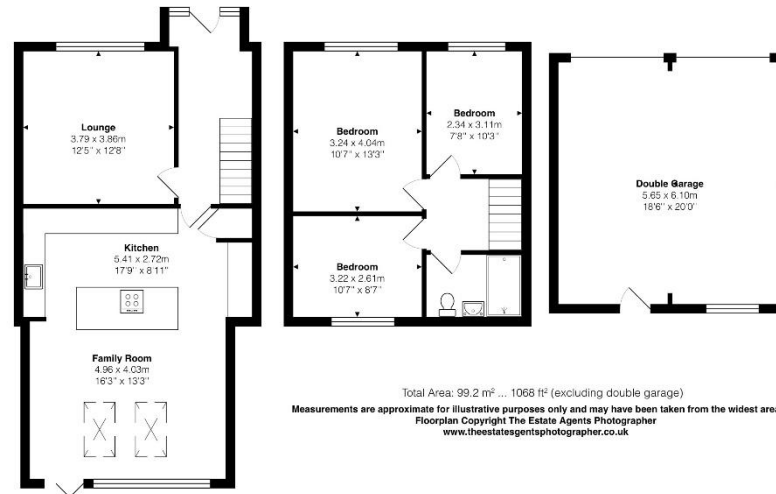 Lounge
3.79 x 3.86m
12'5" x 12'8"
Kitchen
5.41 x 2.72m
17'9" x 8'11"
Family Room
4.96 x 4.03m
16'3" x 13'3"
Bedroom
3.24 x 4.04m
10'7" x 13'3"
Bedroom
2.34 x 3.11m
7'8" x 10'3"
Bedroom
3.22 x 2.61m
10'7" x 8'7"
Double Garage
5.65 x 6.10m
18'6" x 20'0"
Total Area: 99.2 m² ... 1068 ft² (excluding double garage)
Measurements are approximate for illustrative purposes only and may have been taken from the widest area
Floorplan Copyright The Estate Agents Photographer
www.theestatesgentsphotographer.co.uk